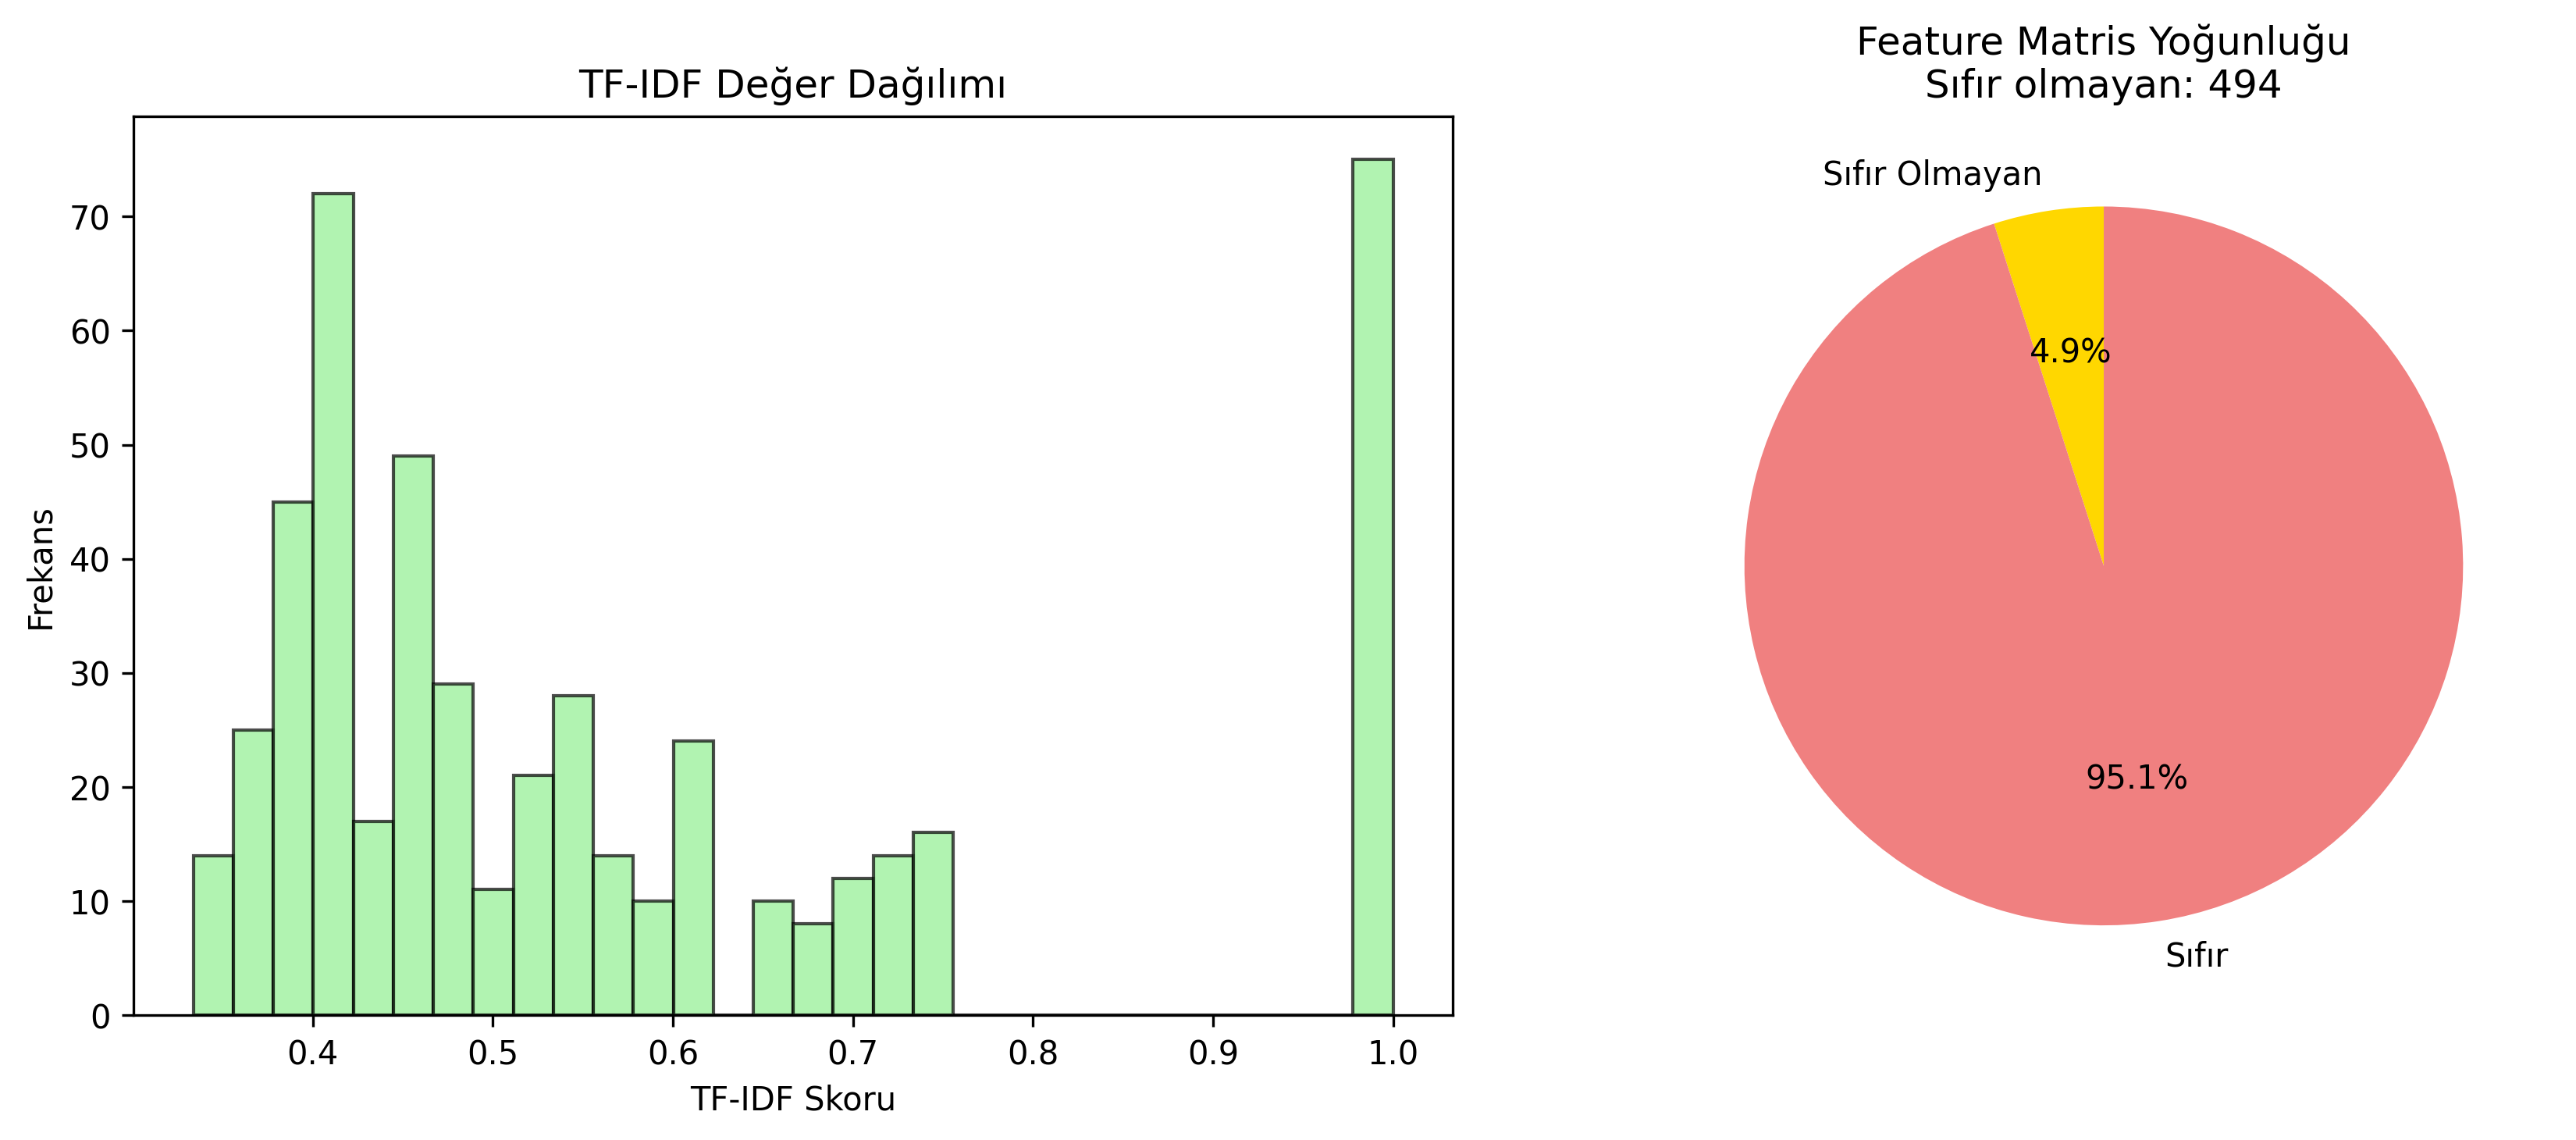 TF-IDF Değer Dağılımı
Frekans
70
60
50
40
30
20
10
0
0.4 0.5 0.6 0.7 0.8 0.9 1.0
TF-IDF Skoru
Feature Matris Yoğunluğu
Sıfır olmayan: 494
Sıfır Olmayan
4.9%
95.1%
Sıfır